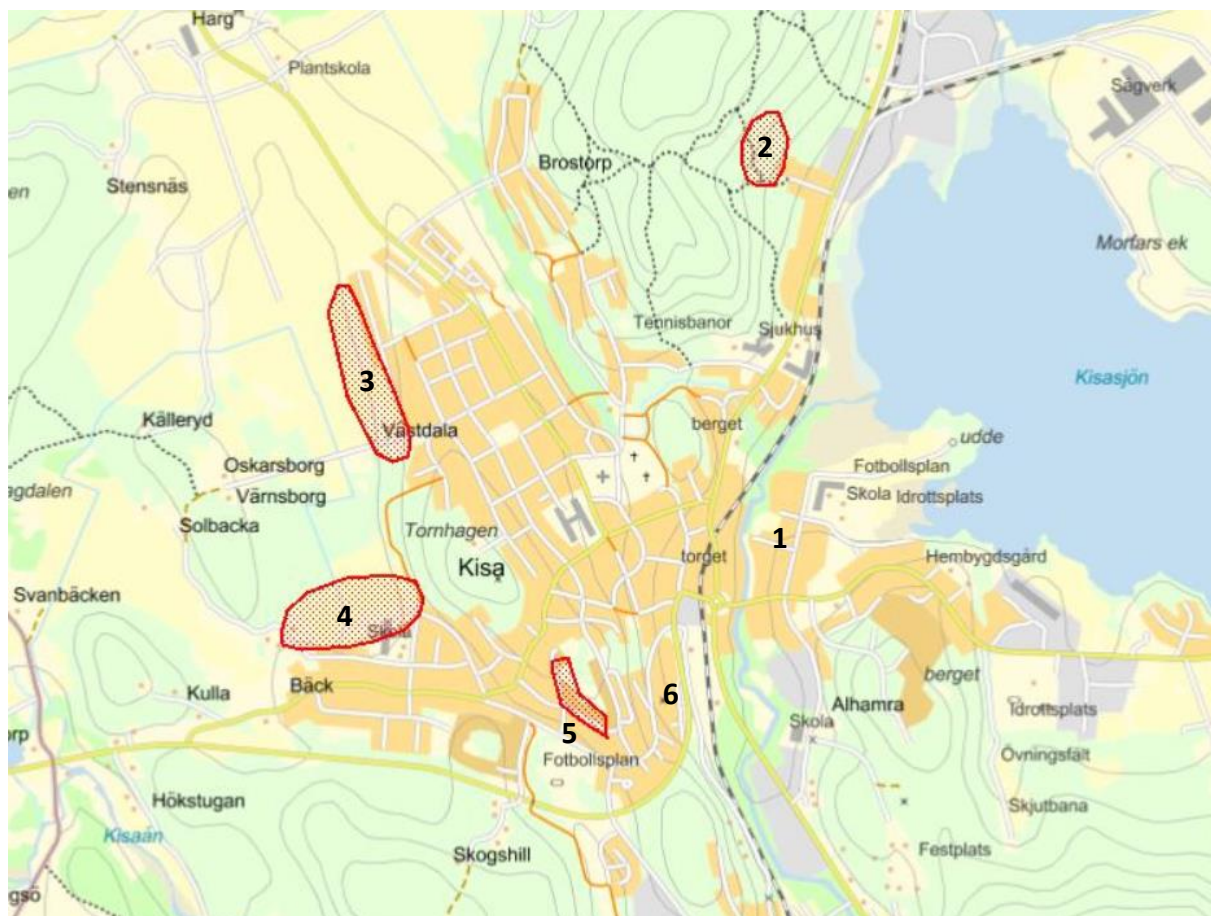 Harg
Plantskola
Sågverk
2
Brostorp
Stensnäs
en
Morfars ek
Tennisbanor
Sjukhus
3
Kisasjön
Källeryd
Västdala
berget
udde
Oskarsborg
Fotbollsplan
agdalen
Värnsborg
Skola
Idrottsplats
Solbacka
Tornhagen
1
torget
Hembygdsgård
Kisa
Svanbäcken
4
Skola
berget
Kulla
Bäck
6
Alhamra
Idrottsplats
Skola
5
orp
Fotbollsplan
Övningsfält
Hökstugan
Skjutbana
Kisaån
Skogshill
Festplats
gsö